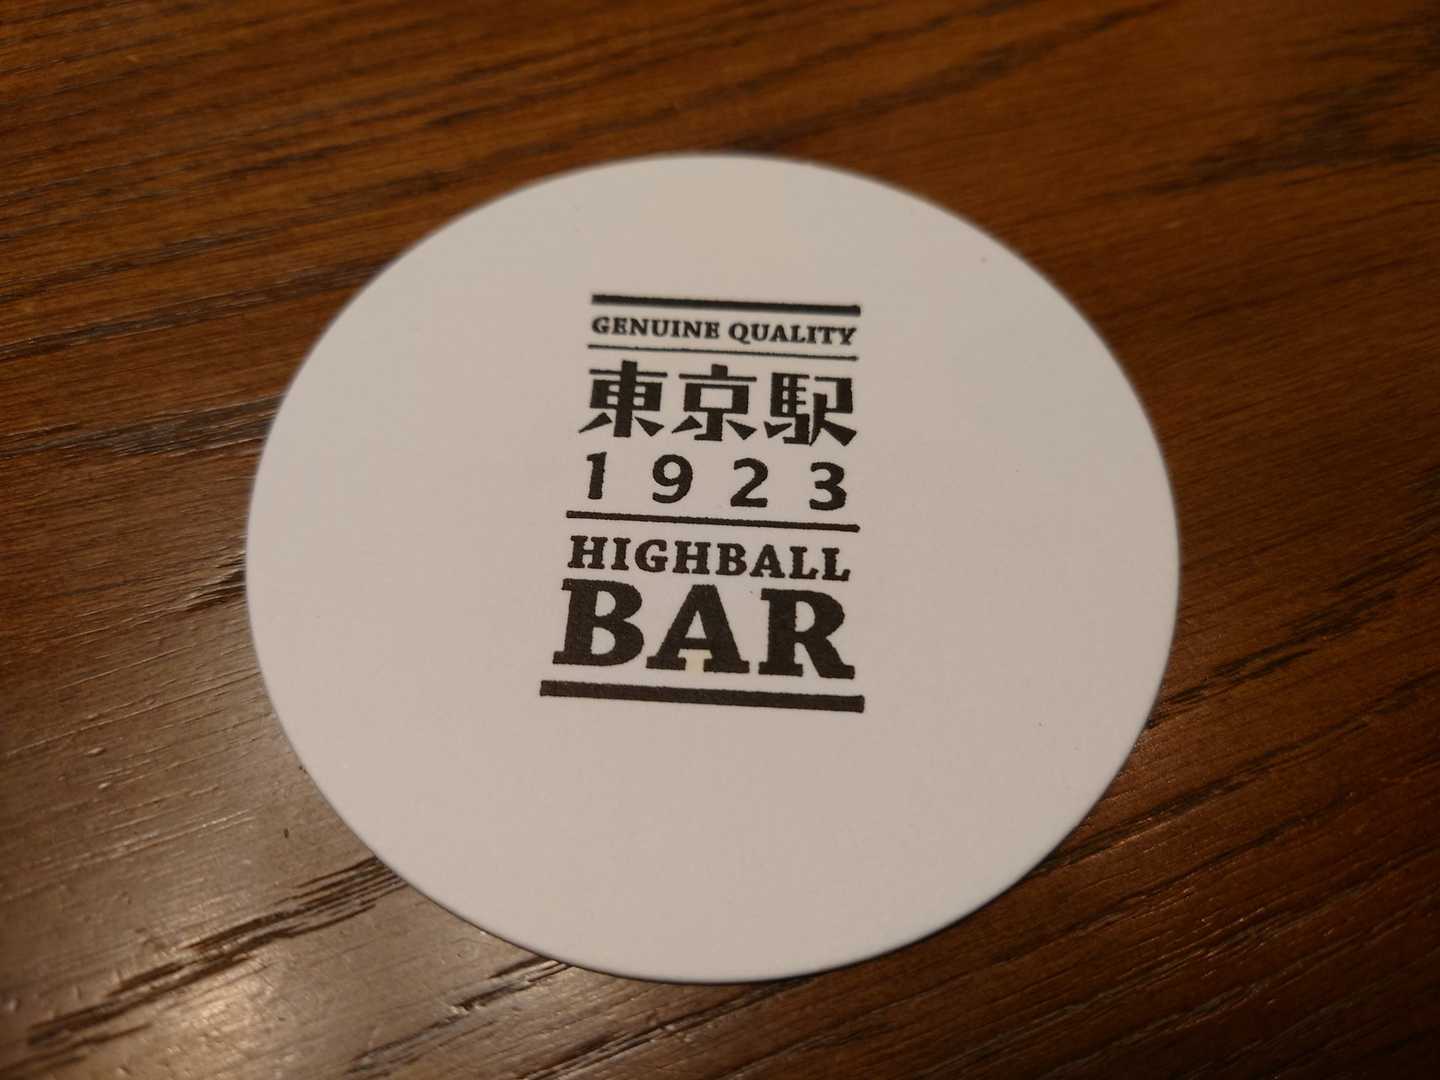 GENUINE QUALITY
東京駅
1923
HIGHBALL
BAR